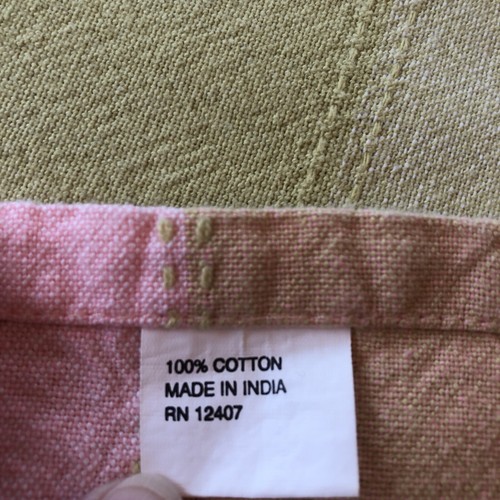 100% COTTON
MADE IN INDIA
RN 12407